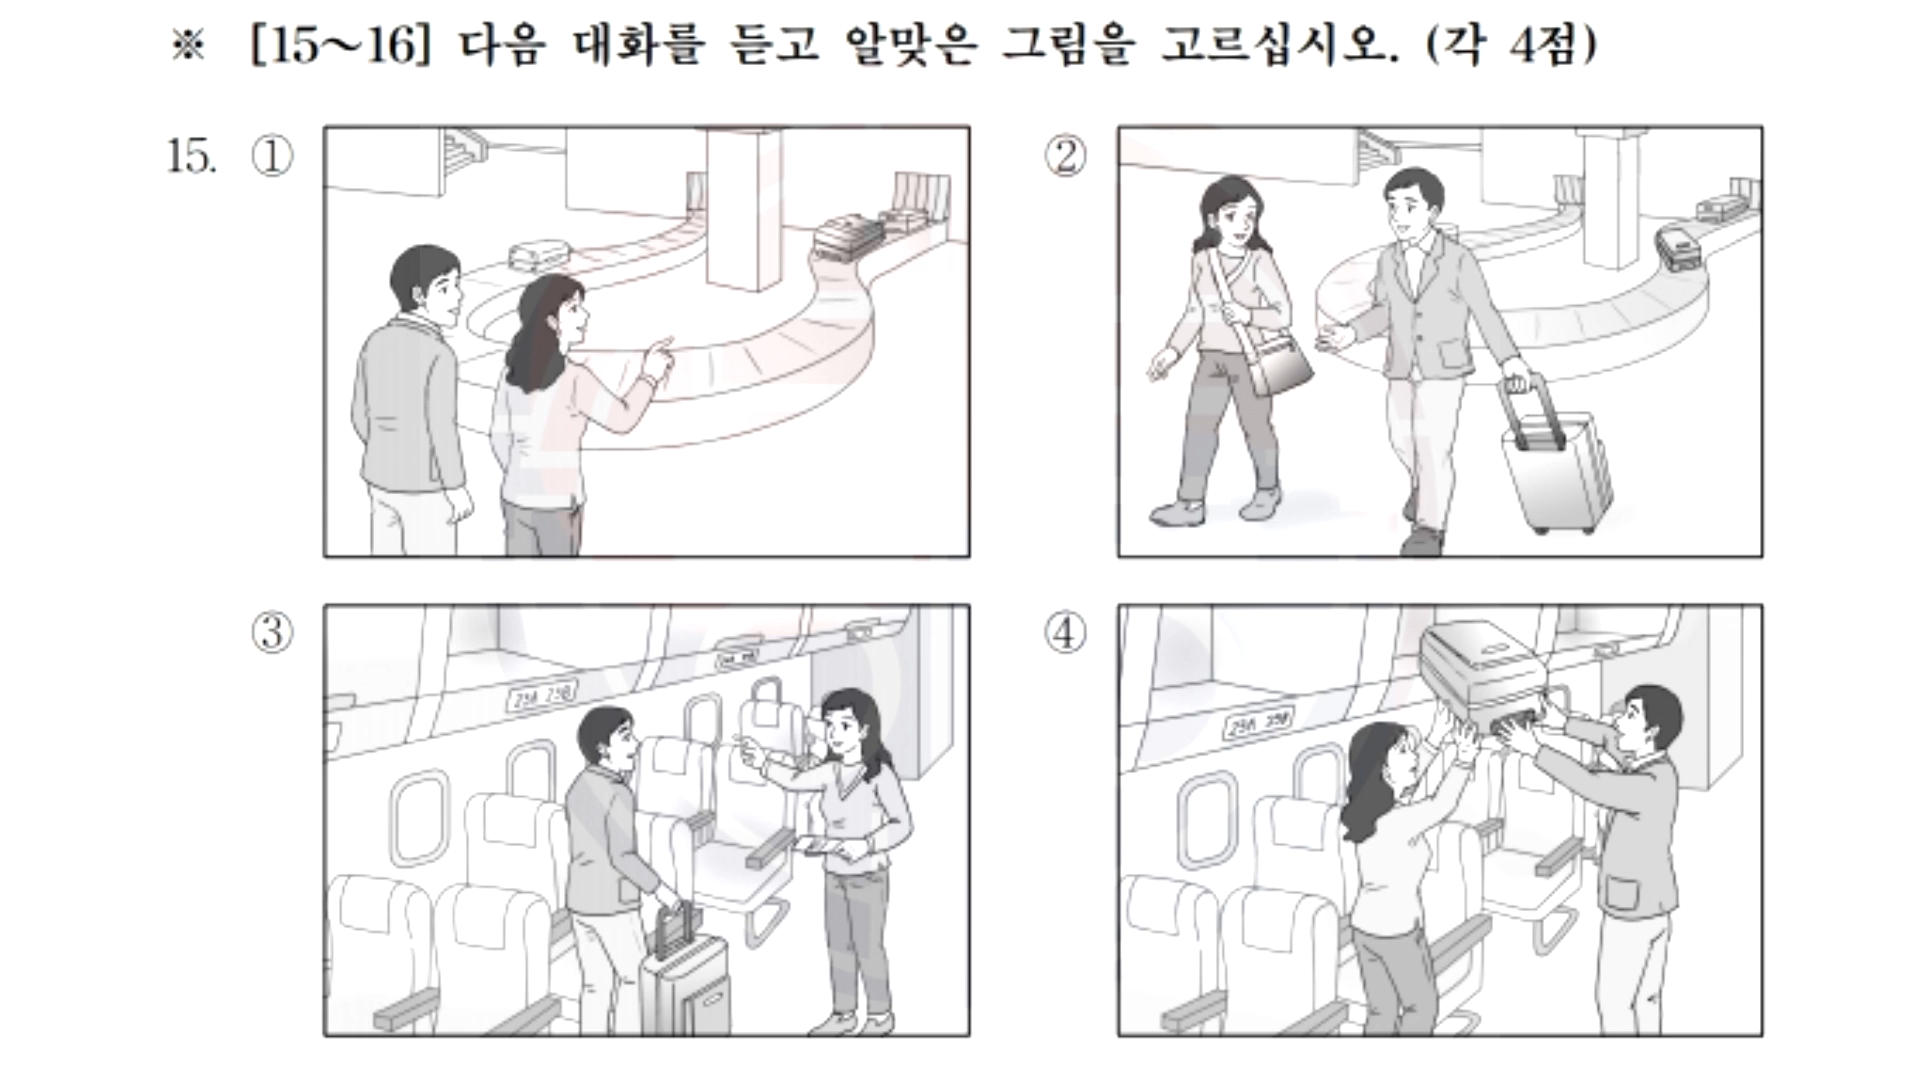 ※ [15~16] 다음 대화를 듣고 알맞은 그림을 고르십시오. (각 4점)
15. ① ②
③ ④